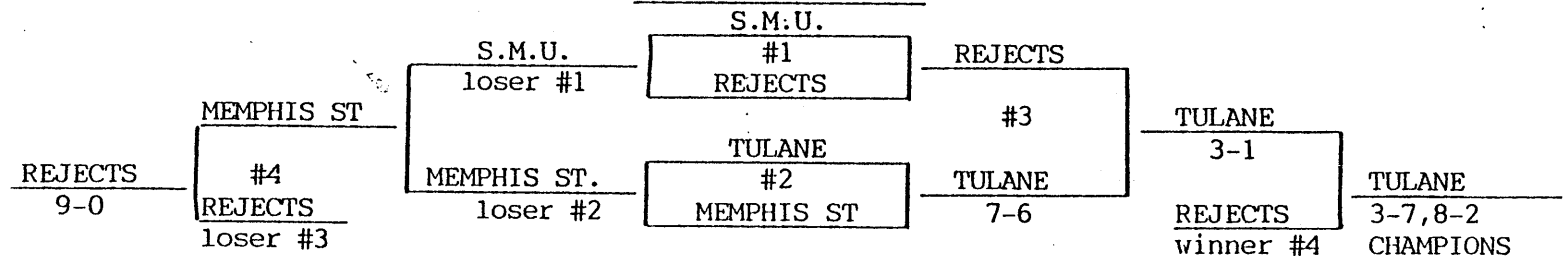 S.M.U.
S.M.U. #1 REJECTS
loser #1 REJECTS
MEMPHIS ST #3 TULANE
3-1
TULANE
REJECTS #4 MEMPHIS ST. #2 TULANE TULANE
9-0 REJECTS loser #2 MEMPHIS ST 7-6 REJECTS 3-7,8-2
loser #3 winner #4 CHAMPIONS